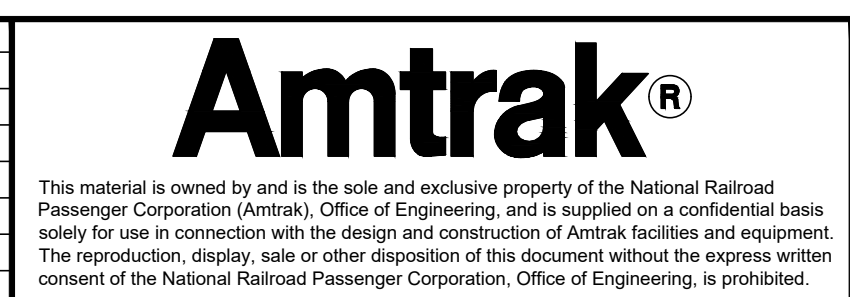 Amtrak®
This material is owned by and is the sole and exclusive property of the National Railroad
Passenger Corporation (Amtrak), Office of Engineering, and is supplied on a confidential basis
solely for use in connection with the design and construction of Amtrak facilities and equipment.
The reproduction, display, sale or other disposition of this document without the express written
consent of the National Railroad Passenger Corporation, Office of Engineering, is prohibited.